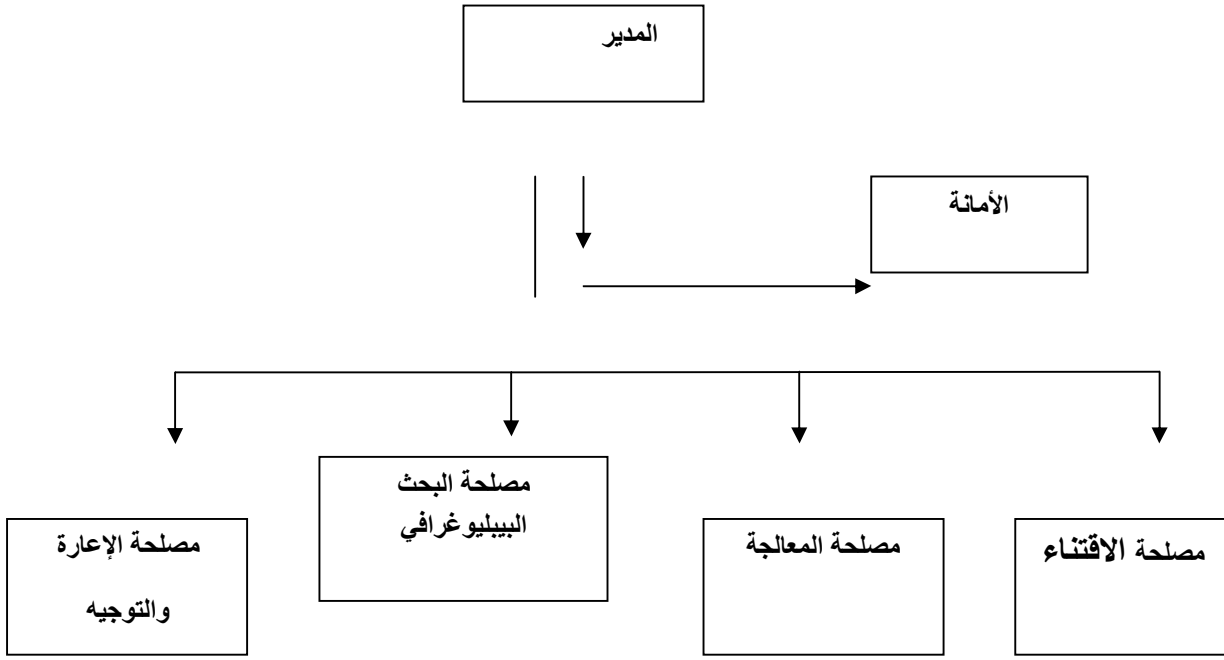 المدير
الأمانة
مصلحة الاقتناء
مصلحة المعالجة
مصلحة البحث
البيبليوغرافي
مصلحة الإعارة
والتوجيه